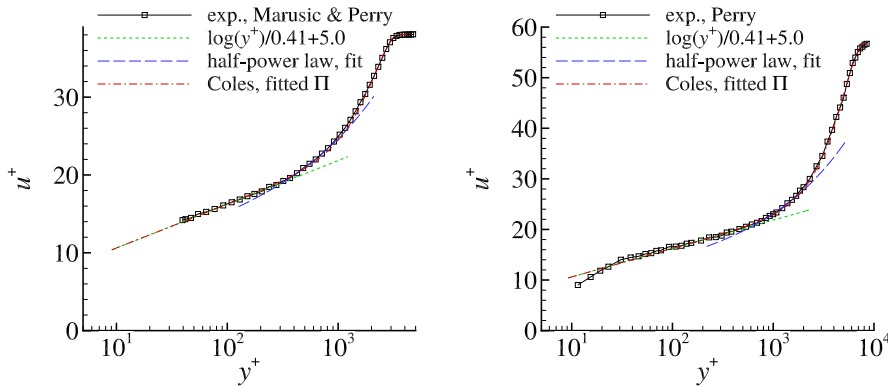 exp., Marusic & Perry
log(y⁺)/0.41+5.0
half-power law, fit
Coles, fitted Π
u⁺
30
20
10
0
10¹
10²
10³
y⁺
exp., Perry
log(y⁺)/0.41+5.0
half-power law, fit
Coles, fitted Π
u⁺
60
50
40
30
20
10
0
10¹
10²
10³
10⁴
y⁺